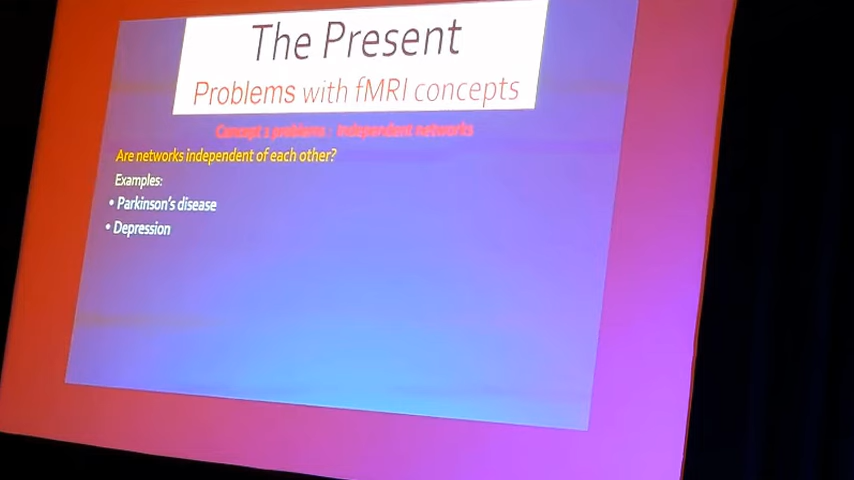 The Present
Problems with fMRI concepts
Concept 1 problems - Independent networks
Are networks independent of each other?
Examples:
• Parkinson's disease
• Depression